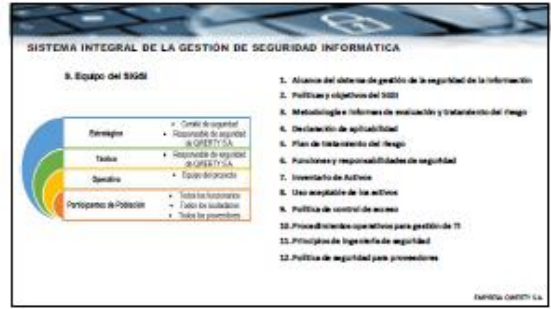 SISTEMA INTEGRAL DE LA GESTIÓN DE SEGURIDAD INFORMÁTICA
9. Equipo del SIGSI
Estratégico
• Comité de seguridad
• Responsable de seguridad
de QWERTY S.A.
Táctico
• Responsable de seguridad
de QWERTY S.A.
Operativo
• Equipo del proyecto
Participantes de Población
• Todos los funcionarios
• Todos los ciudadanos
• Todos los proveedores
1. Alcance del sistema de gestión de la seguridad de la información
2. Políticas y objetivos del SGSI
3. Metodología e informes de evaluación y tratamiento del riesgo
4. Declaración de aplicabilidad
5. Plan de tratamiento del riesgo
6. Funciones y responsabilidades de seguridad
7. Inventario de Activos
8. Uso aceptable de los activos
9. Política de control de acceso
10. Procedimientos operativos para gestión de TI
11. Principios de ingeniería de seguridad
12. Política de seguridad para proveedores
EMPRESA QWERTY S.A.